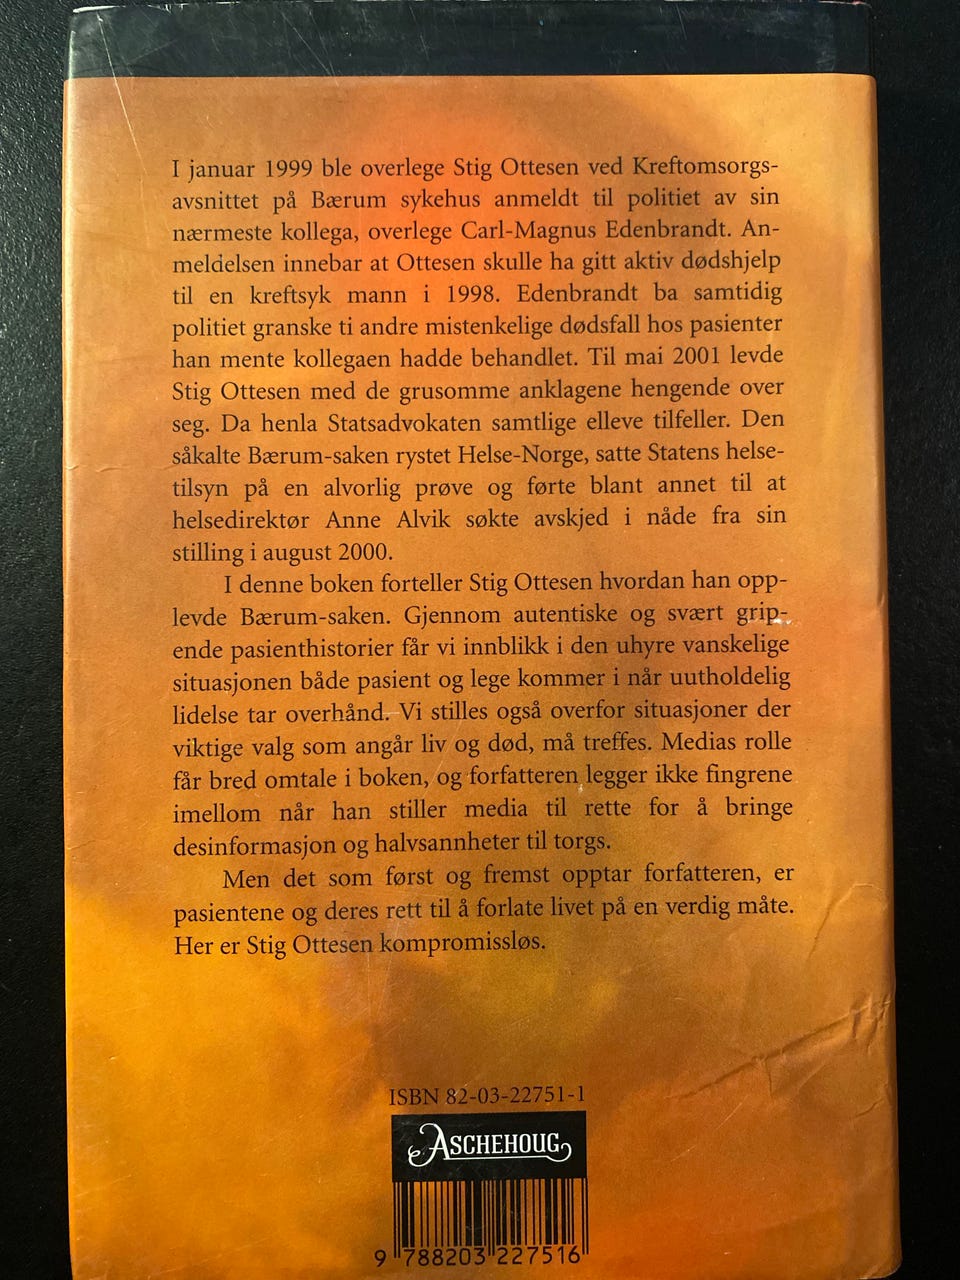 I januar 1999 ble overlege Stig Ottesen ved Kreftomsorgs-
avsnittet på Bærum sykehus anmeldt til politiet av sin
nærmeste kollega, overlege Carl-Magnus Edenbrandt. An-
meldelsen innebar at Ottesen skulle ha gitt aktiv dødshjelp
til en kreftsyk mann i 1998. Edenbrandt ba samtidig
politiet granske ti andre mistenkelige dødsfall hos pasienter
han mente kollegaen hadde behandlet. Til mai 2001 levde
Stig Ottesen med de grusomme anklagene hengende over
seg. Da henla Statsadvokaten samtlige elleve tilfeller. Den
såkalte Bærum-saken rystet Helse-Norge, satte Statens helse-
tilsyn på en alvorlig prøve og førte blant annet til at
helsedirektør Anne Alvik søkte avskjed i nåde fra sin
stilling i august 2000.
I denne boken forteller Stig Ottesen hvordan han opp-
levde Bærum-saken. Gjennom autentiske og svært grip-
ende pasienthistorier får vi innblikk i den uhyre vanskelige
situasjonen både pasient og lege kommer i når uutholdelig
lidelse tar overhånd. Vi stilles også overfor situasjoner der
viktige valg som angår liv og død, må treffes. Medias rolle
får bred omtale i boken, og forfatteren legger ikke fingrene
imellom når han stiller media til rette for å bringe
desinformasjon og halvsannheter til torgs.
Men det som først og fremst opptar forfatteren, er
pasientene og deres rett til å forlate livet på en verdig måte.
Her er Stig Ottesen kompromissløs.
ISBN 82-03-22751-1
ASCHEHOUG
9 788203 227516